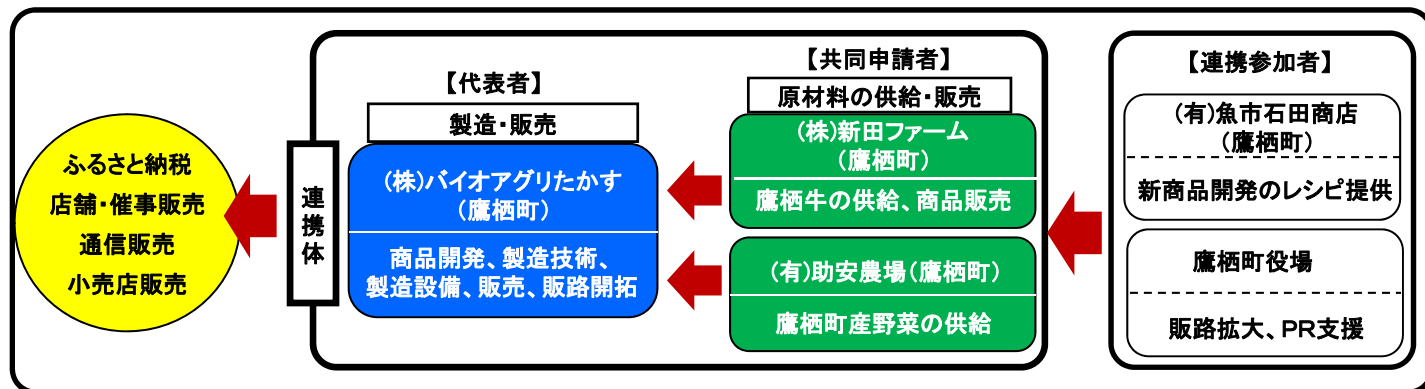 ふるさと納税
店舗・催事販売
通信販売
小売店販売
連携体
【代表者】
製造・販売
(株)バイオアグリたかす
(鷹栖町)
商品開発、製造技術、
製造設備、販売、販路開拓
【共同申請者】
原材料の供給・販売
(株)新田ファーム
(鷹栖町)
鷹栖牛の供給、商品販売
(有)助安農場(鷹栖町)
鷹栖町産野菜の供給
【連携参加者】
(有)魚市石田商店
(鷹栖町)
新商品開発のレシピ提供
鷹栖町役場
販路拡大、PR支援